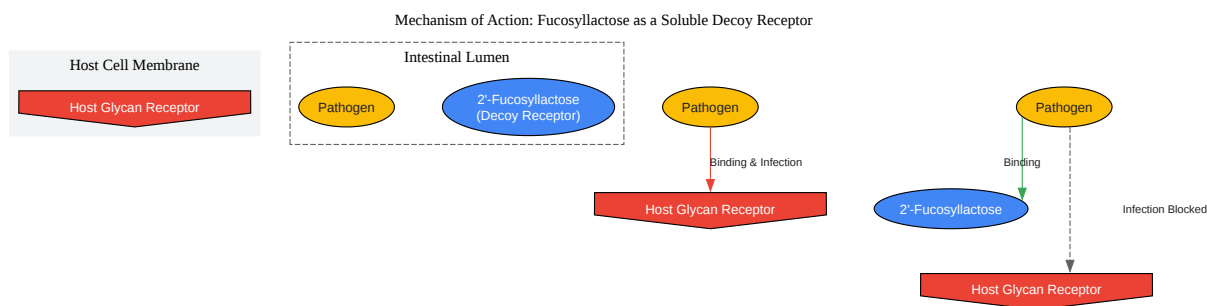 Mechanism of Action: Fucosyllactose as a Soluble Decoy Receptor
Host Cell Membrane
Host Glycan Receptor
Intestinal Lumen
Pathogen
2'-Fucosyllactose
(Decoy Receptor)
Pathogen
Binding & Infection
Host Glycan Receptor
Pathogen
Binding
2'-Fucosyllactose
Infection Blocked
Host Glycan Receptor